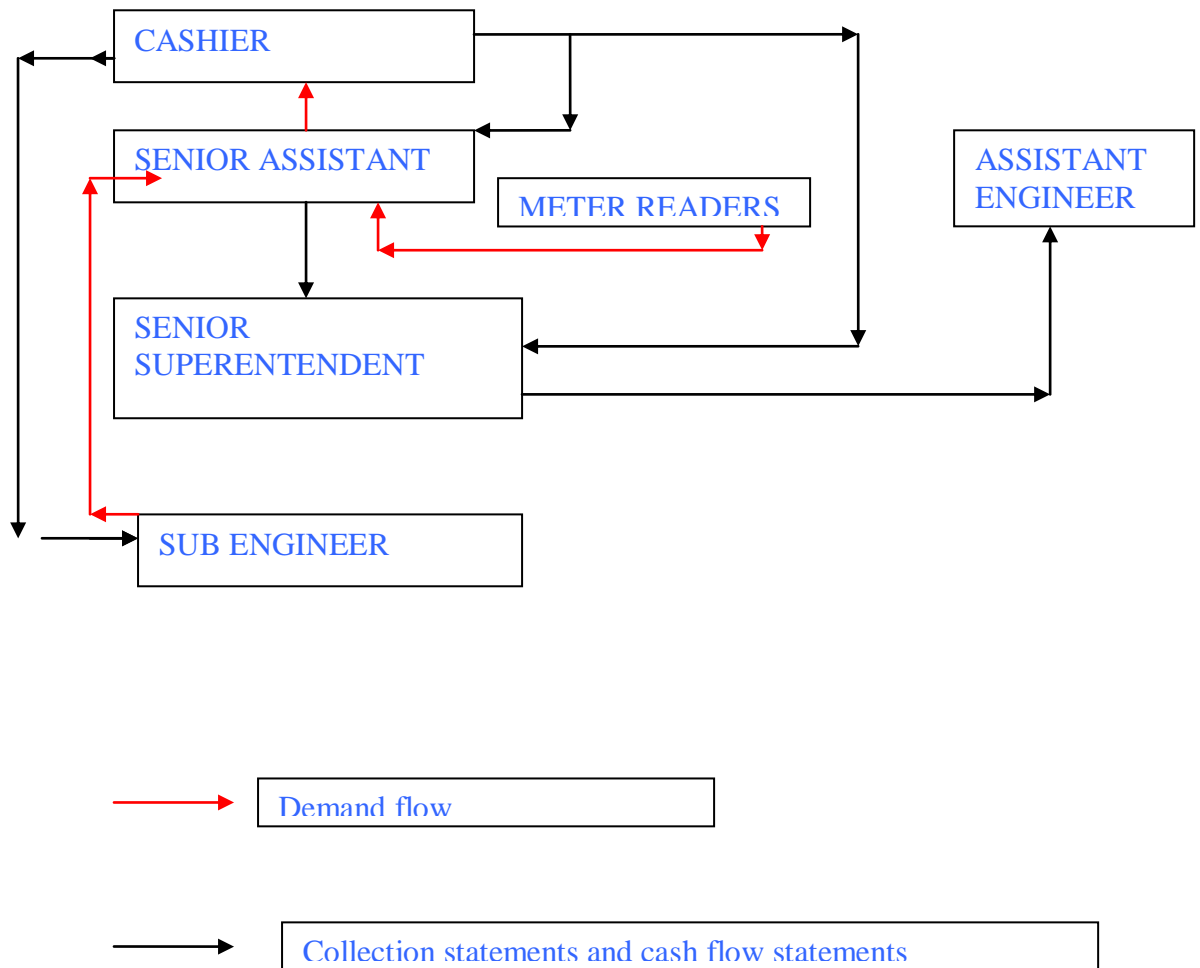 CASHIER
SENIOR ASSISTANT
METER READERS
ASSISTANT
ENGINEER
SENIOR
SUPERENTENDENT
SUB ENGINEER
Demand flow
Collection statements and cash flow statements